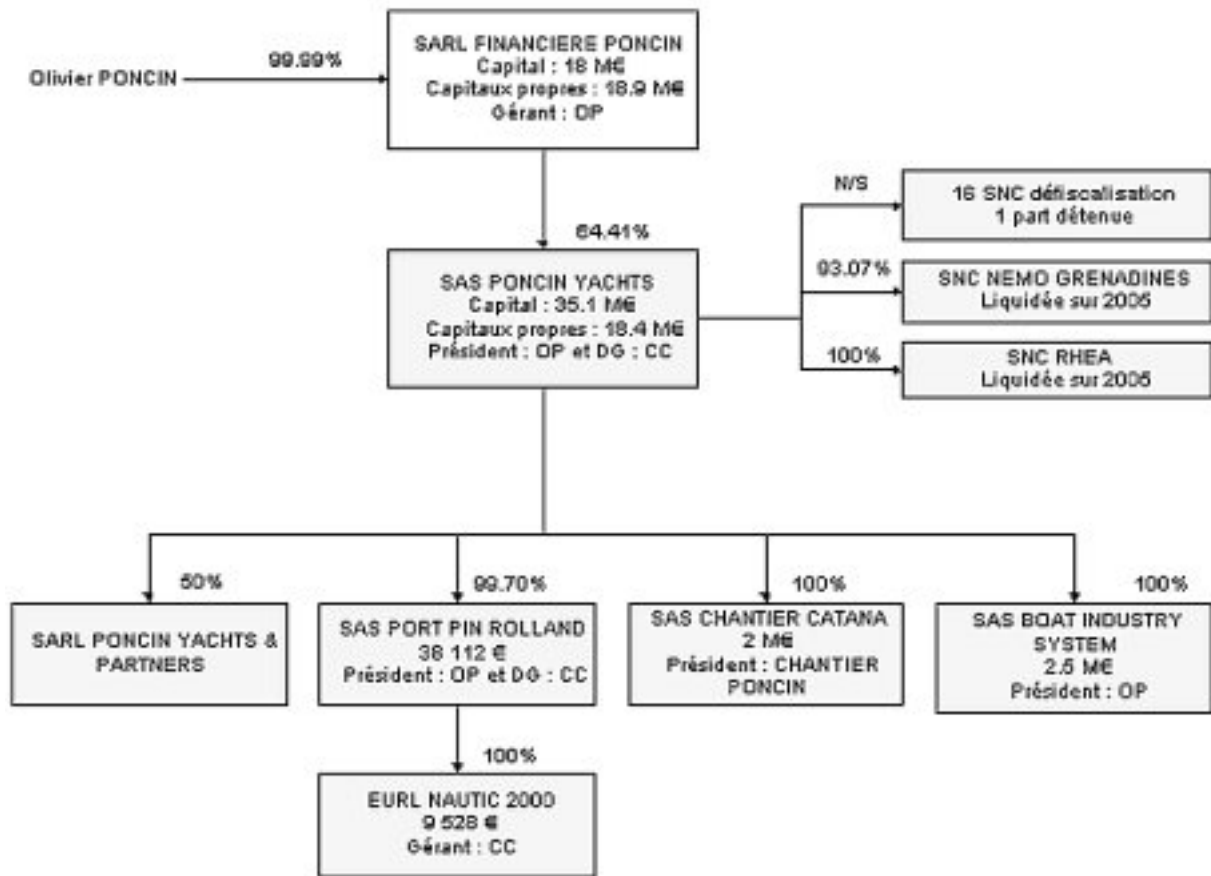 Olivier PONCIN
99.99%
SARL FINANCIERE PONCIN
Capital : 18 M€
Capitaux propres : 18.9 M€
Gérant : OP
64.41%
SAS PONCIN YACHTS
Capital : 35.1 M€
Capitaux propres : 18.4 M€
Président : OP et DG : CC
N/S
16 SNC défiscalisation
1 part détenue
93.07%
SNC NEMO GRENADINES
Liquidée sur 2005
100%
SNC RHEA
Liquidée sur 2005
50%
SARL PONCIN YACHTS &
PARTNERS
99.70%
SAS PORT PIN ROLLAND
38 112 €
Président : OP et DG : CC
100%
SAS CHANTIER CATANA
2 M€
Président : CHANTIER
PONCIN
100%
SAS BOAT INDUSTRY
SYSTEM
2.5 M€
Président : OP
100%
EURL NAUTIC 2000
9 528 €
Gérant : CC